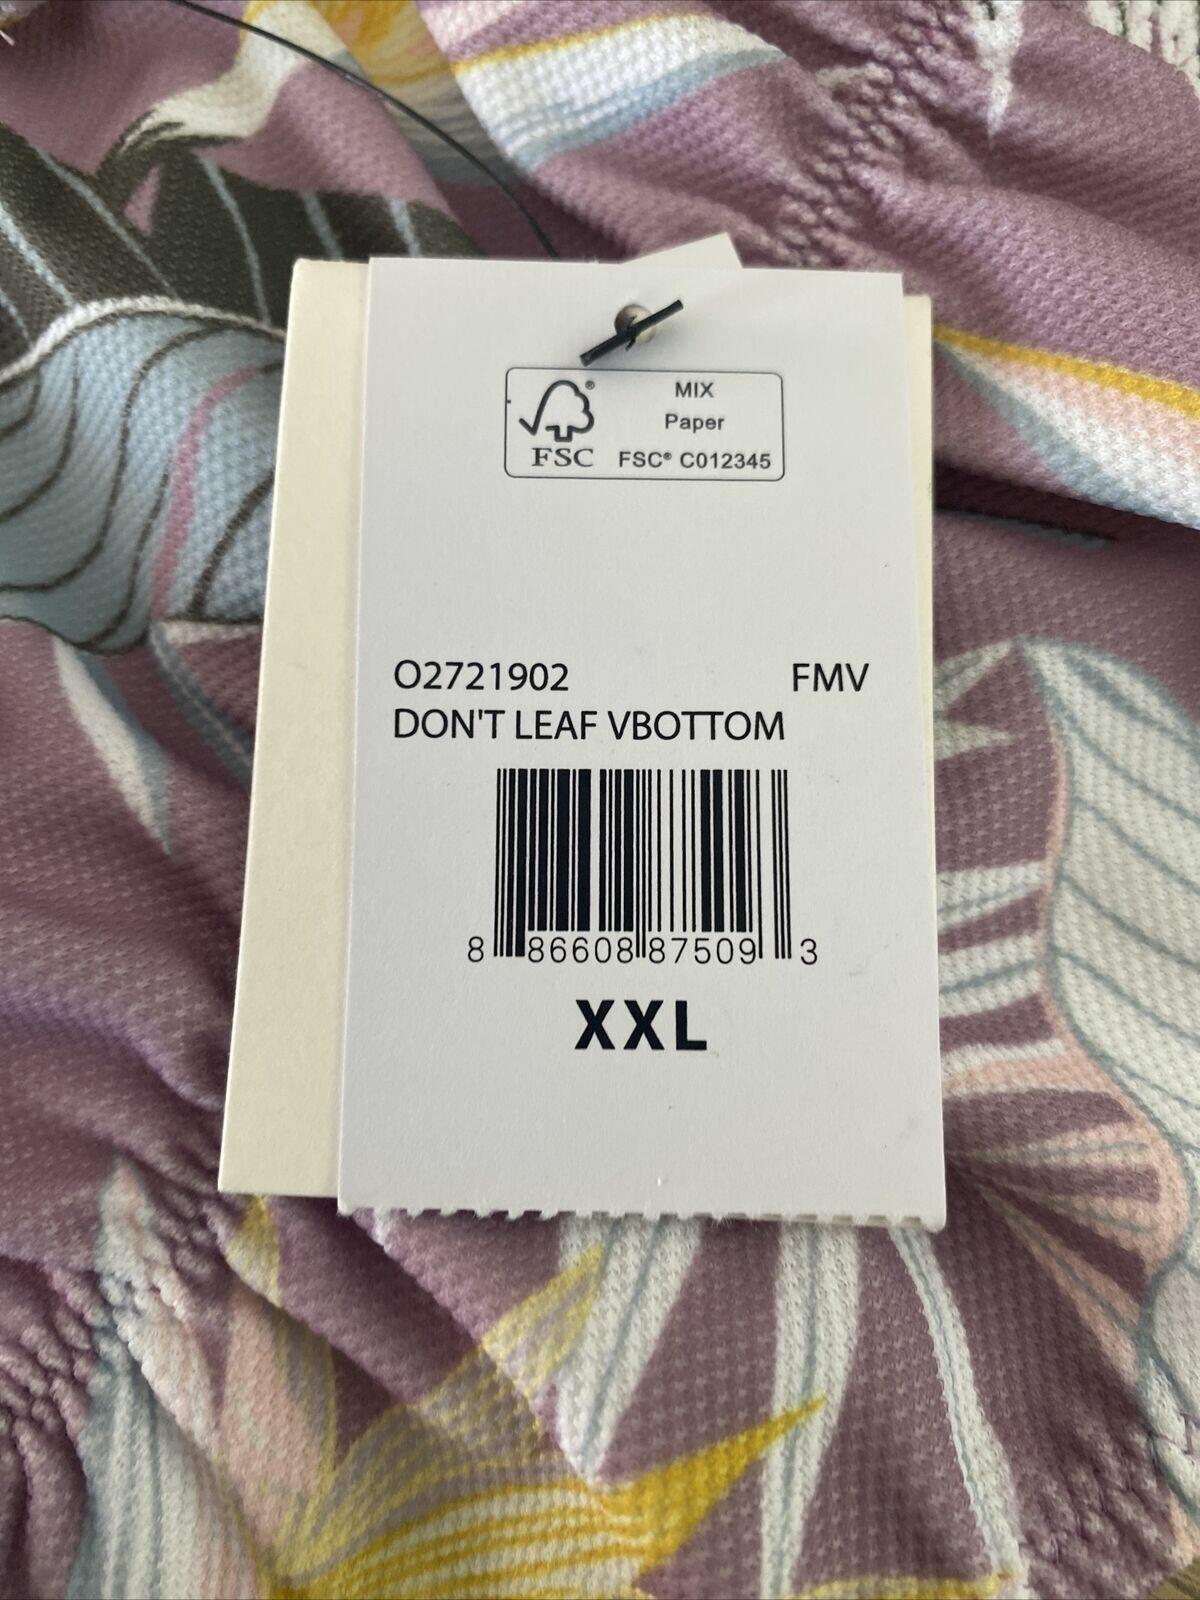 MIX
Paper
FSC® FSC® C012345
O2721902 FMV
DON'T LEAF VBOTTOM
8 86608 87509 3
XXL